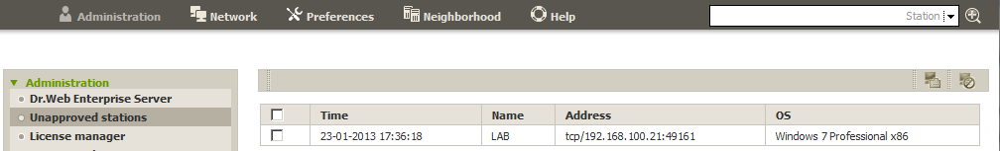 Administration Network Preferences Neighborhood Help Station
Administration
Dr.Web Enterprise Server
Unapproved stations
License manager
Time Name Address OS
23-01-2013 17:36:18 LAB tcp/192.168.100.21:49161 Windows 7 Professional x86